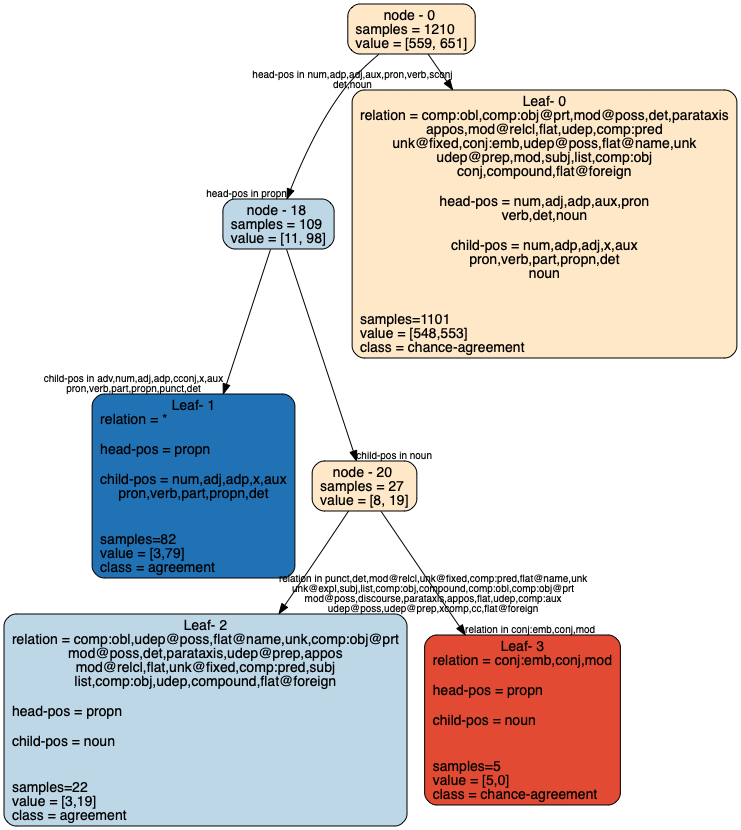 node - 0
samples = 1210
value = [559, 651]
head-pos in num,adp,adj,aux,pron,verb,sconj
det,noun
Leaf- 0
relation = comp:obl,comp:obj@prt,mod@poss,det,parataxis
appos,mod@relcl,flat,udep,comp:pred
unk@fixed,conj:emb,udep@poss,flat@name,unk
udep@prep,mod,subj,list,comp:obj
conj,compound,flat@foreign
head-pos = num,adj,adp,aux,pron
verb,det,noun
child-pos = num,adp,adj,x,aux
pron,verb,part,propn,det
noun
samples=1101
value = [548,553]
class = chance-agreement
head-pos in propn
node - 18
samples = 109
value = [11, 98]
child-pos in adv,num,adj,adp,cconj,x,aux
pron,verb,part,propn,punct,det
Leaf- 1
relation = *
head-pos = propn
child-pos = num,adj,adp,x,aux
pron,verb,part,propn,det
samples=82
value = [3,79]
class = agreement
child-pos in noun
node - 20
samples = 27
value = [8, 19]
relation in punct,det,mod@relcl,unk@fixed,comp:pred,flat@name,unk
unk@expl,subj,list,comp:obj,compound,comp:obl,comp:obj@prt
mod@poss,discourse,parataxis,appos,flat,udep,comp:aux
udep@poss,udep@prep,xcomp,cc,flat@foreign
Leaf- 2
relation = comp:obl,udep@poss,flat@name,unk,comp:obj@prt
mod@poss,det,parataxis,udep@prep,appos
mod@relcl,flat,unk@fixed,comp:pred,subj
list,comp:obj,udep,compound,flat@foreign
head-pos = propn
child-pos = noun
samples=22
value = [3,19]
class = agreement
relation in conj:emb,conj,mod
Leaf- 3
relation = conj:emb,conj,mod
head-pos = propn
child-pos = noun
samples=5
value = [5,0]
class = chance-agreement